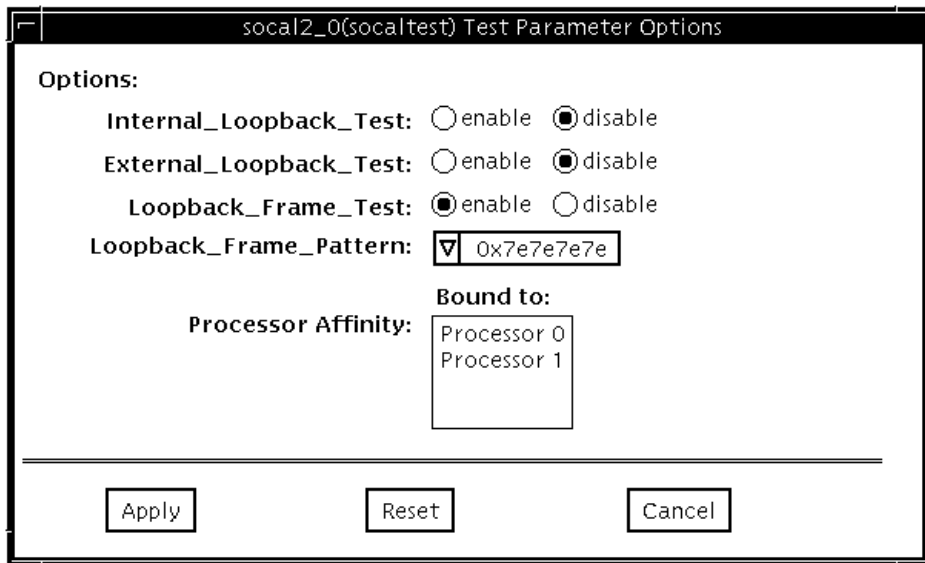 socal2_0(socaltest) Test Parameter Options
Options:
Internal_Loopback_Test: enable disable
External_Loopback_Test: enable disable
Loopback_Frame_Test: enable disable
Loopback_Frame_Pattern: 0x7e7e7e7e
Bound to:
Processor Affinity: Processor 0
Processor 1
Apply Reset Cancel